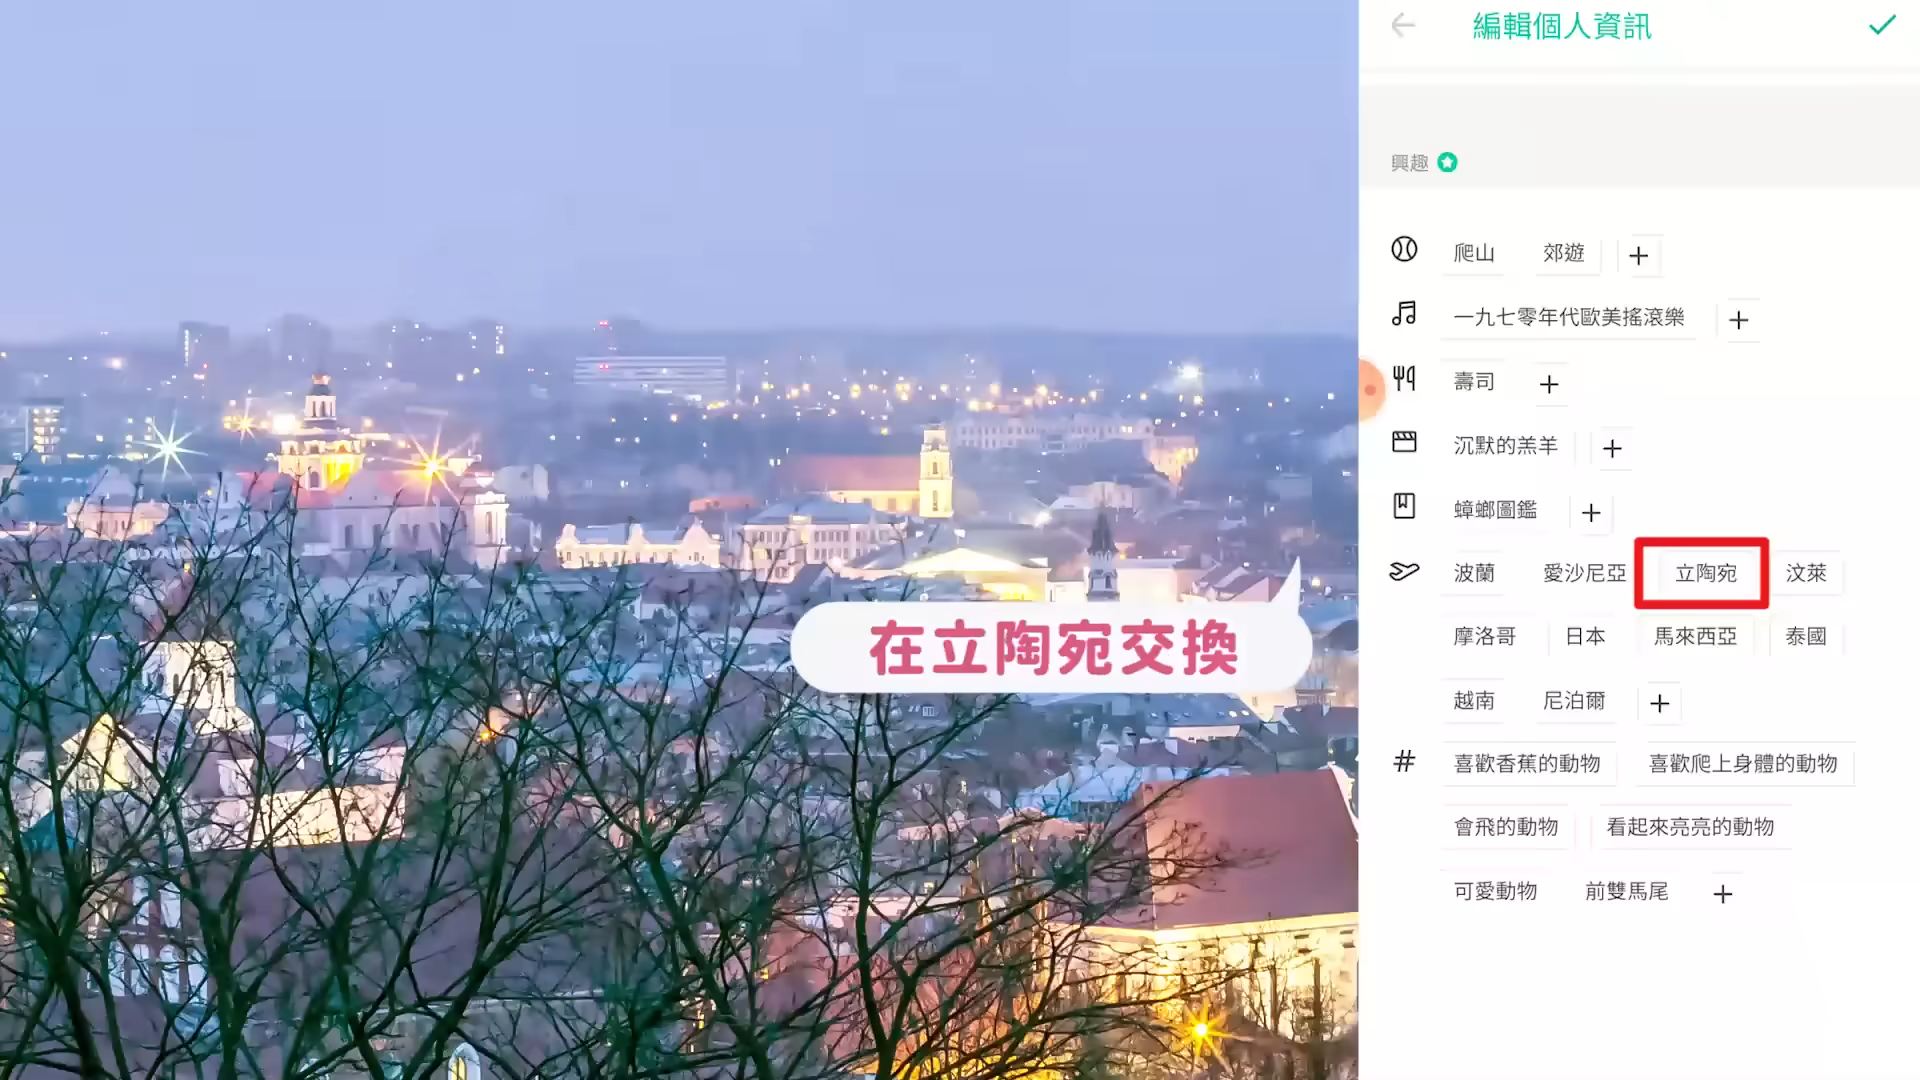 編輯個人資訊
興趣
爬山 郊遊 +
一九七零年代歐美搖滾樂 +
壽司 +
沉默的羔羊 +
蟑螂圖鑑 +
波蘭 愛沙尼亞 立陶宛 汶萊
摩洛哥 日本 馬來西亞 泰國
越南 尼泊爾 +
# 喜歡香蕉的動物 喜歡爬上身體的動物
會飛的動物 看起來亮亮的動物
可愛動物 前雙馬尾 +
在立陶宛交換